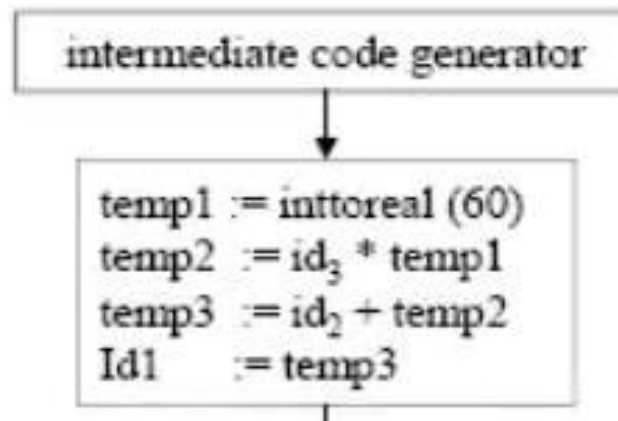 intermediate code generator
temp1 := inttoreal (60)
temp2 := id₃ * temp1
temp3 := id₂ + temp2
Id1 := temp3